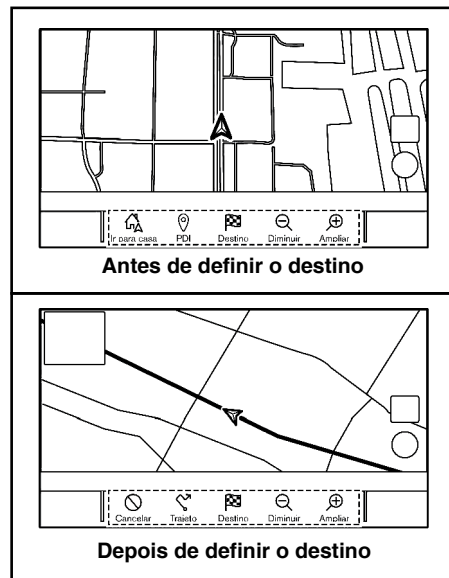 Ir para casa PDI Destino Diminuir Ampliar
Antes de definir o destino
Cancelar Trajeto Destino Diminuir Ampliar
Depois de definir o destino